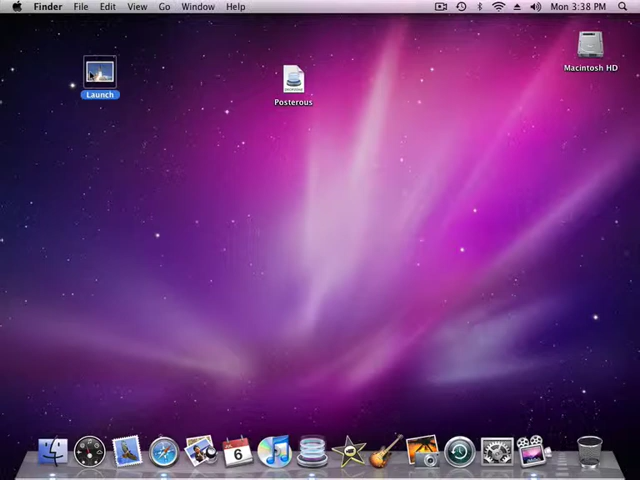 Finder File Edit View Go Window Help Mon 3:38 PM
Macintosh HD
Launch
Posterous
6